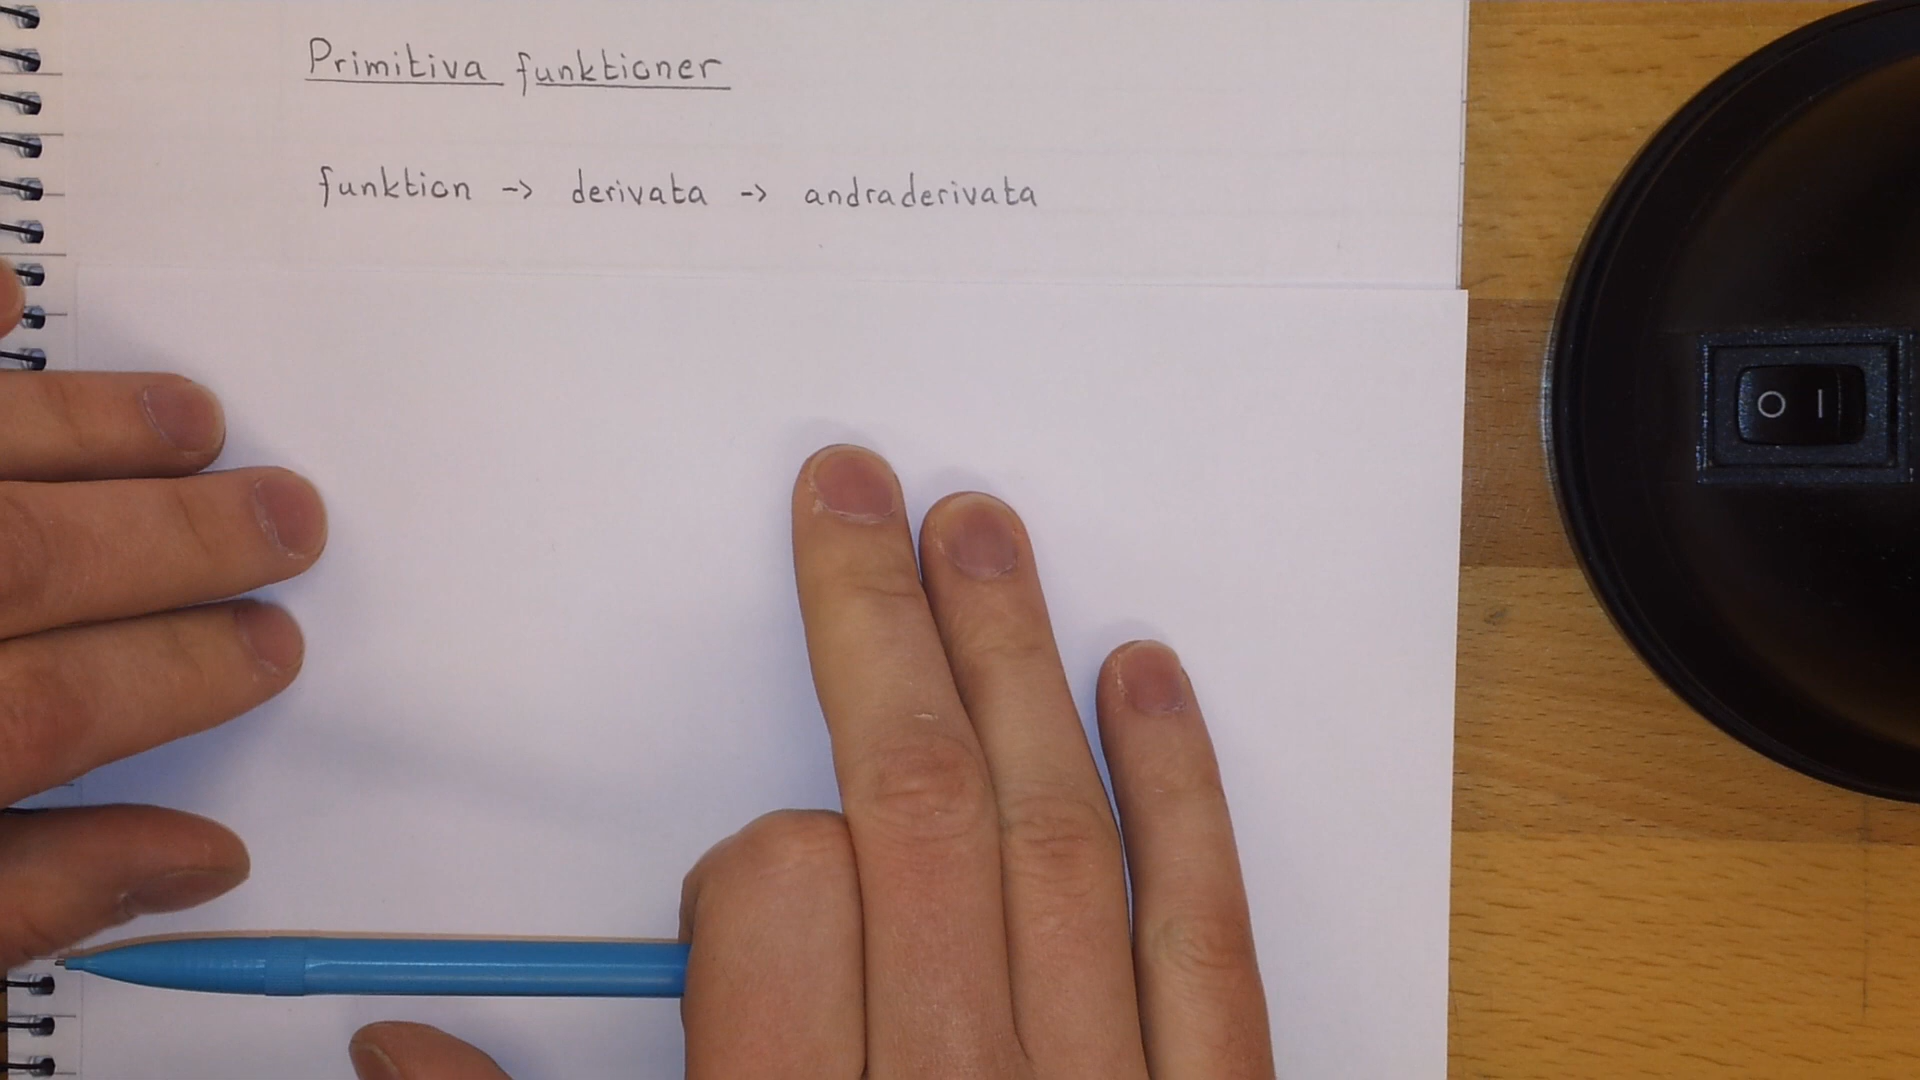 Primitiva funktioner
funktion -> derivata -> andraderivata
O I